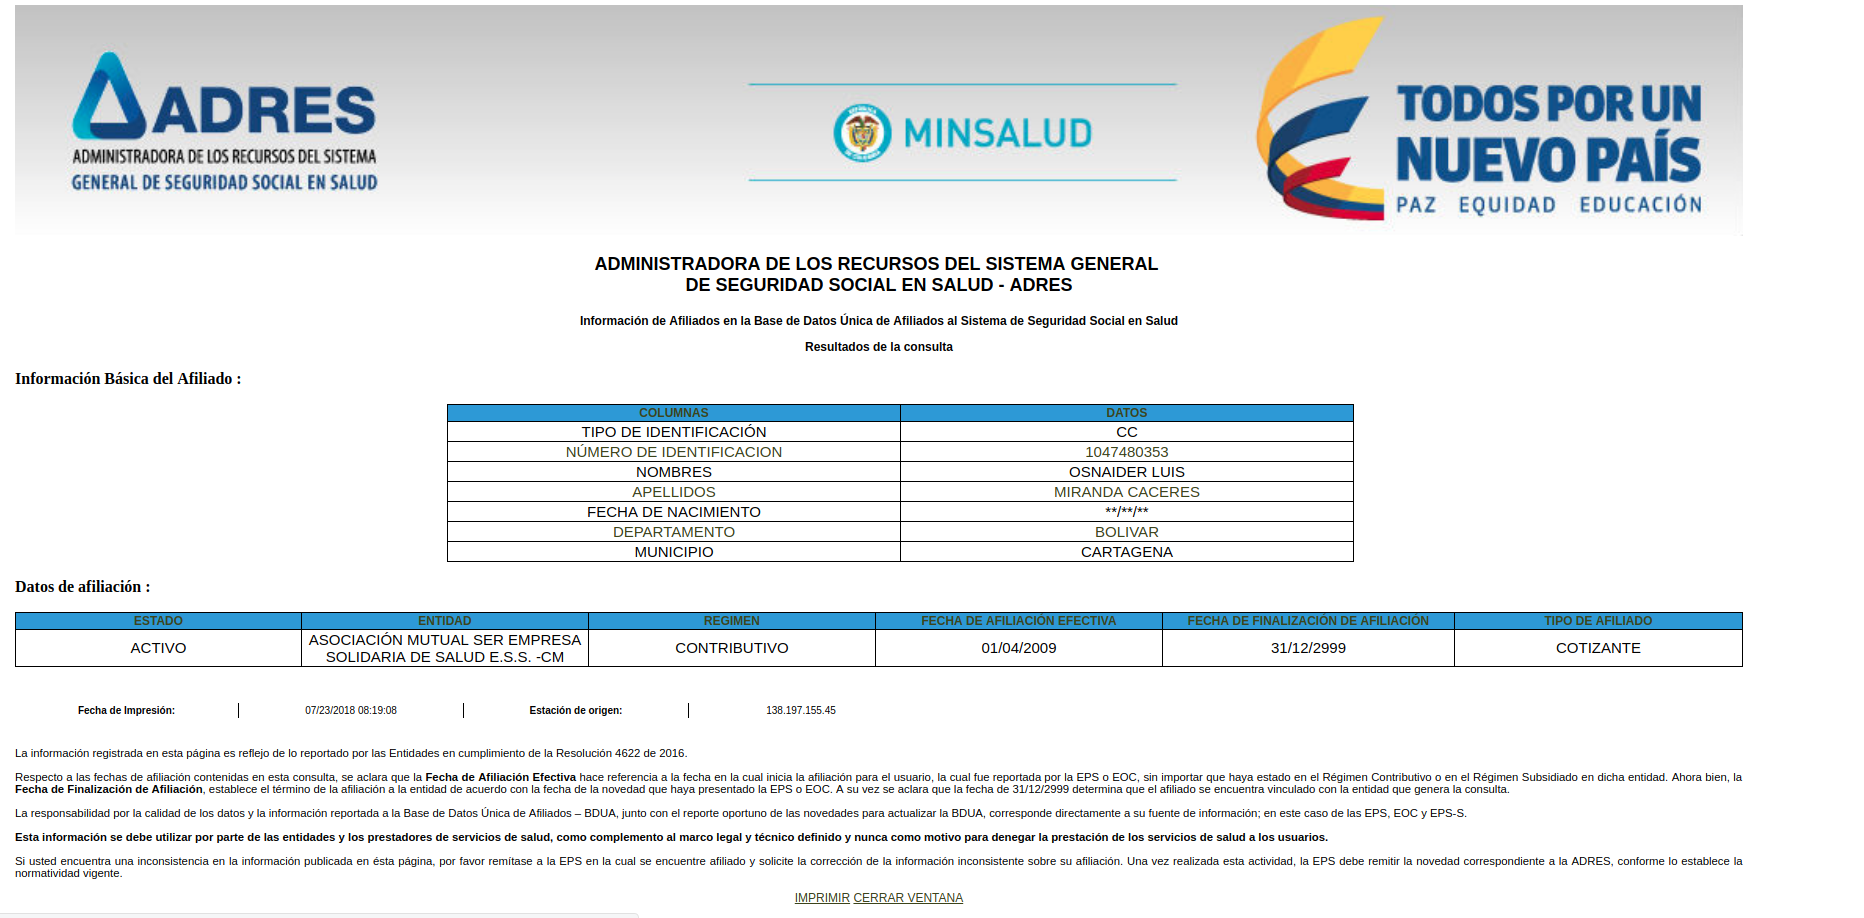 ADRES
ADMINISTRADORA DE LOS RECURSOS DEL SISTEMA
GENERAL DE SEGURIDAD SOCIAL EN SALUD
MINSALUD
TODOS POR UN
NUEVO PAÍS
PAZ EQUIDAD EDUCACIÓN
ADMINISTRADORA DE LOS RECURSOS DEL SISTEMA GENERAL
DE SEGURIDAD SOCIAL EN SALUD - ADRES
Información de Afiliados en la Base de Datos Única de Afiliados al Sistema de Seguridad Social en Salud
Resultados de la consulta
Información Básica del Afiliado :
COLUMNAS DATOS
TIPO DE IDENTIFICACIÓN CC
NÚMERO DE IDENTIFICACION 1047480353
NOMBRES OSNAIDER LUIS
APELLIDOS MIRANDA CACERES
FECHA DE NACIMIENTO **/**/**
DEPARTAMENTO BOLIVAR
MUNICIPIO CARTAGENA
Datos de afiliación :
ESTADO ENTIDAD REGIMEN FECHA DE AFILIACIÓN EFECTIVA FECHA DE FINALIZACIÓN DE AFILIACIÓN TIPO DE AFILIADO
ACTIVO ASOCIACIÓN MUTUAL SER EMPRESA SOLIDARIA DE SALUD E.S.S. -CM CONTRIBUTIVO 01/04/2009 31/12/2999 COTIZANTE
Fecha de Impresión: 07/23/2018 08:19:08 Estación de origen: 138.197.155.45
La información registrada en esta página es reflejo de lo reportado por las Entidades en cumplimiento de la Resolución 4622 de 2016.
Respecto a las fechas de afiliación contenidas en esta consulta, se aclara que la Fecha de Afiliación Efectiva hace referencia a la fecha en la cual inicia la afiliación para el usuario, la cual fue reportada por la EPS o EOC, sin importar que haya estado en el Régimen Contributivo o en el Régimen Subsidiado en dicha entidad. Ahora bien, la
Fecha de Finalización de Afiliación, establece el término de la afiliación a la entidad de acuerdo con la fecha de la novedad que haya presentado la EPS o EOC. A su vez se aclara que la fecha de 31/12/2999 determina que el afiliado se encuentra vinculado con la entidad que genera la consulta.
La responsabilidad por la calidad de los datos y la información reportada a la Base de Datos Única de Afiliados – BDUA, junto con el reporte oportuno de las novedades para actualizar la BDUA, corresponde directamente a su fuente de información; en este caso de las EPS, EOC y EPS-S.
Esta información se debe utilizar por parte de las entidades y los prestadores de servicios de salud, como complemento al marco legal y técnico definido y nunca como motivo para denegar la prestación de los servicios de salud a los usuarios.
Si usted encuentra una inconsistencia en la información publicada en ésta página, por favor remítase a la EPS en la cual se encuentre afiliado y solicite la corrección de la información inconsistente sobre su afiliación. Una vez realizada esta actividad, la EPS debe remitir la novedad correspondiente a la ADRES, conforme lo establece la
normatividad vigente.
IMPRIMIR CERRAR VENTANA